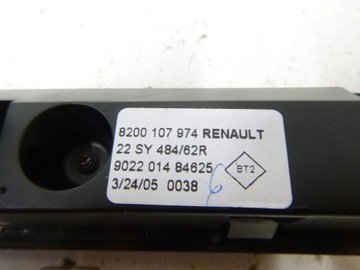 8200 107 974 RENAULT
22 SY 484/62R
9022 014 84625
BT2
3/24/05 0038
6